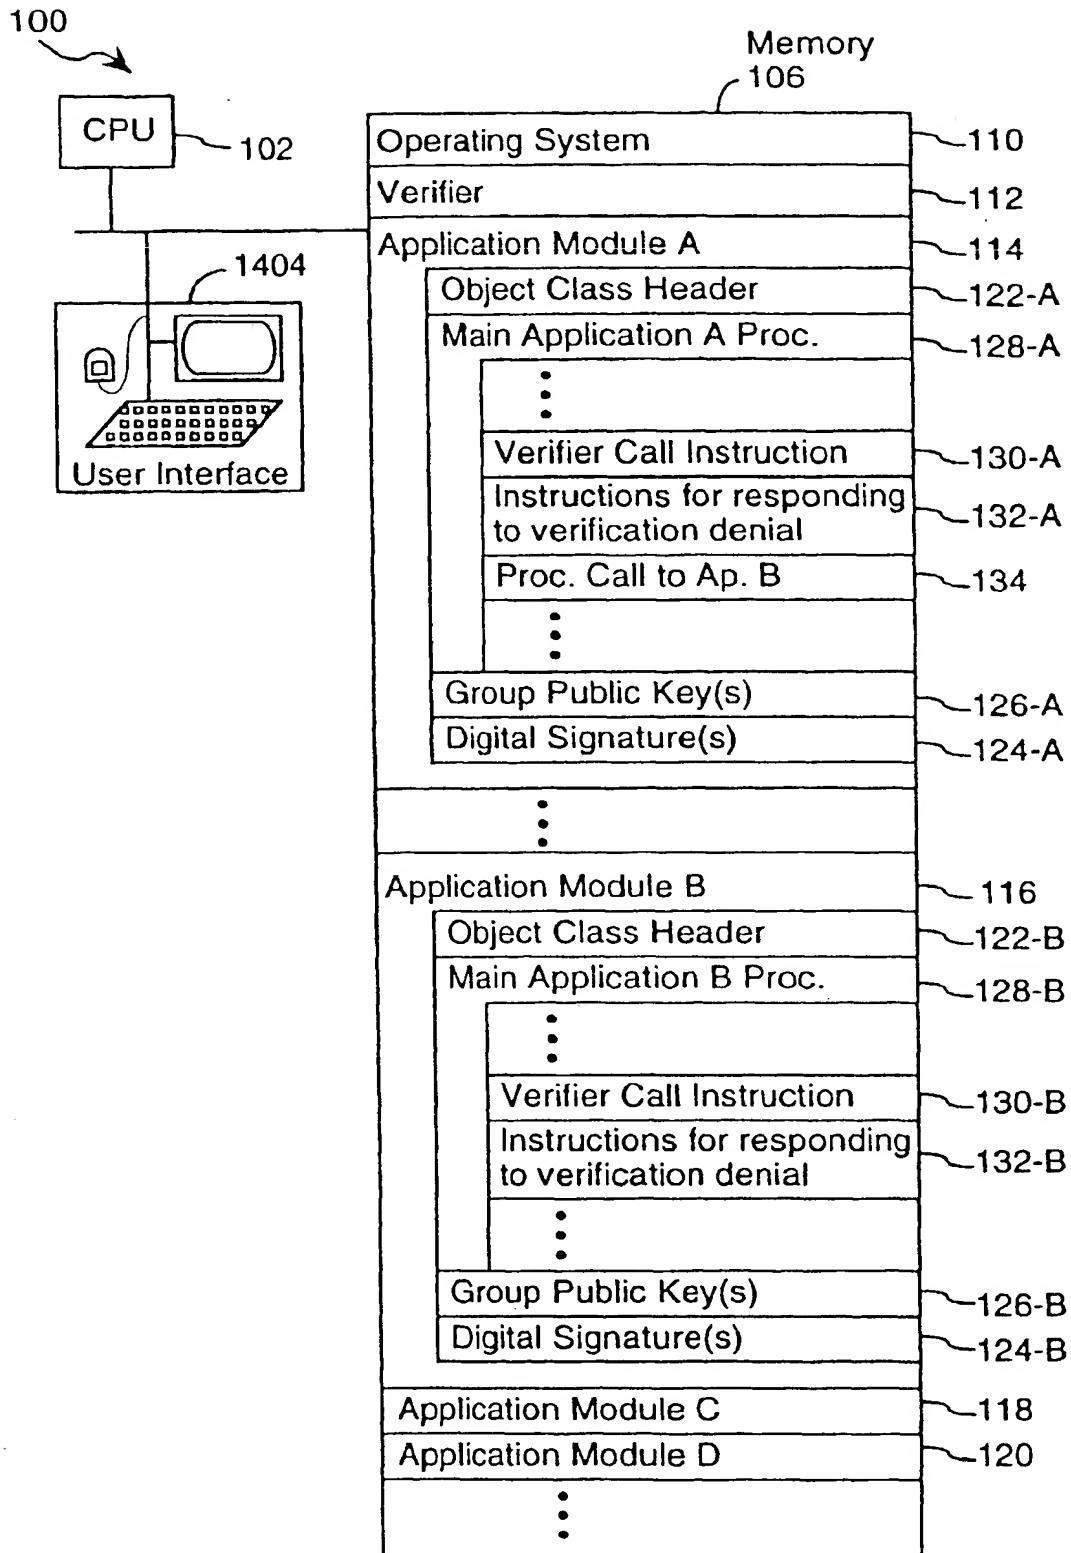 100
Memory
106
CPU
102
Operating System
110
Verifier
112
Application Module A
114
1404
Object Class Header
122-A
Main Application A Proc.
128-A
User Interface
Verifier Call Instruction
130-A
Instructions for responding
to verification denial
132-A
Proc. Call to Ap. B
134
Group Public Key(s)
126-A
Digital Signature(s)
124-A
Application Module B
116
Object Class Header
122-B
Main Application B Proc.
128-B
Verifier Call Instruction
130-B
Instructions for responding
to verification denial
132-B
Group Public Key(s)
126-B
Digital Signature(s)
124-B
Application Module C
118
Application Module D
120